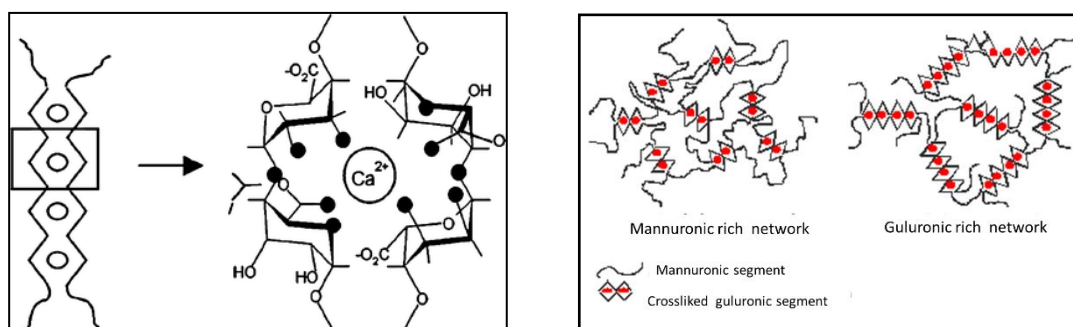 O
O
-O₂C
OH
O
HO
O
Ca²⁺
O
O
-O₂C
HO
HO
O
O
Mannuronic rich network
Guluronic rich network
Mannuronic segment
Crossliked guluronic segment